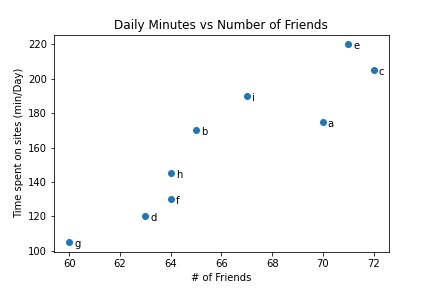 Daily Minutes vs Number of Friends
Time spent on sites (min/Day)
220
200
180
160
140
120
100
e
c
i
a
b
h
f
d
g
60 62 64 66 68 70 72
# of Friends